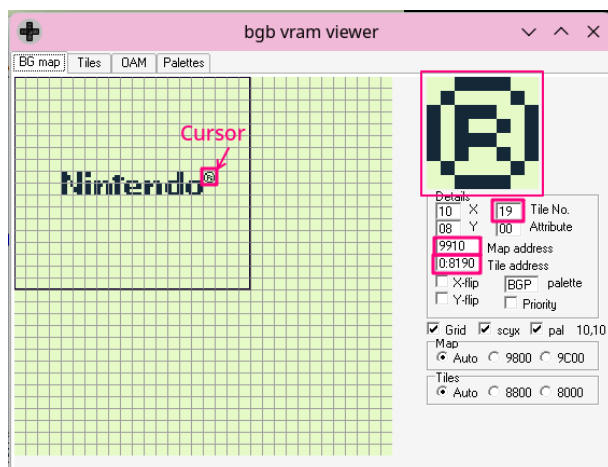 bgb vram viewer
BG map Tiles OAM Palettes
Cursor
Nintendo®
®
Details
10 X 19 Tile No.
08 Y 00 Attribute
9910 Map address
0:8190 Tile address
X-flip BGP palette
Y-flip Priority
Grid scyx pal 10,10
Map
Auto 9800 9C00
Tiles
Auto 8800 8000